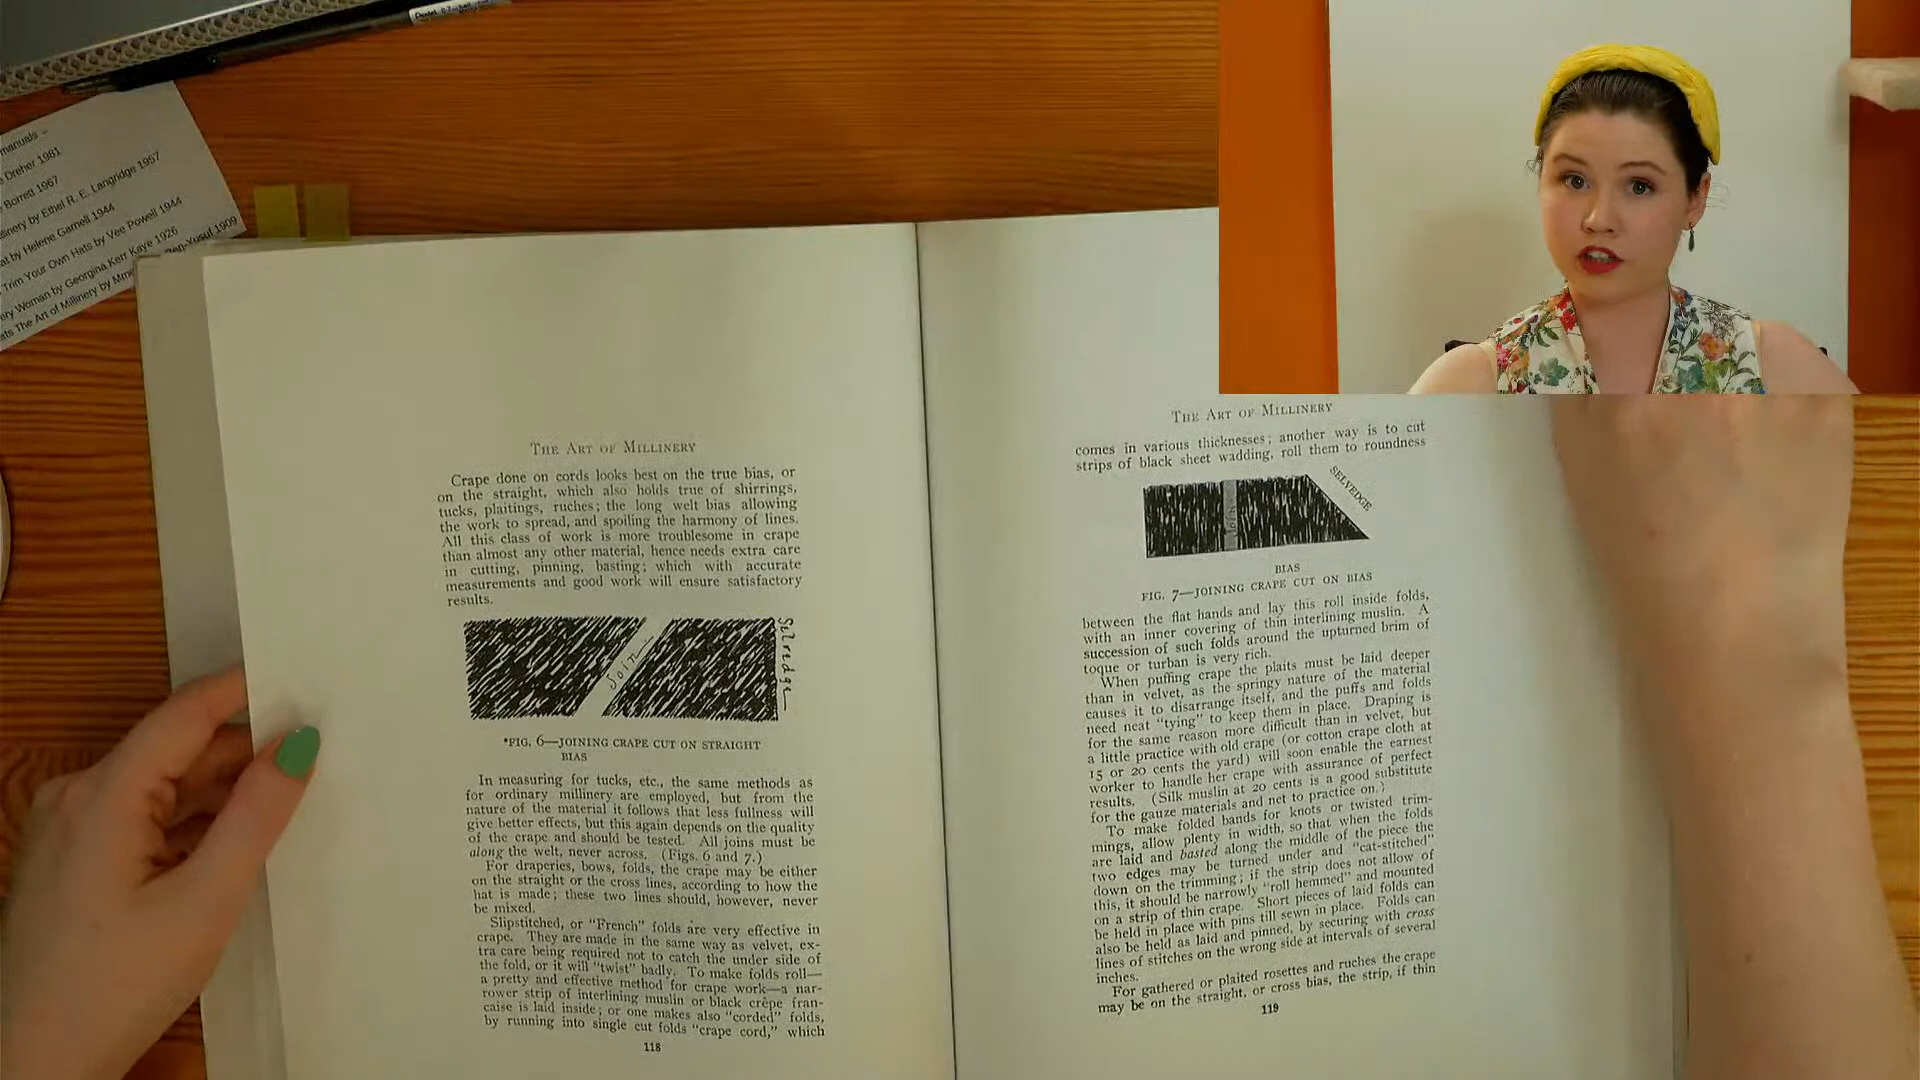 manuals -
Dreher 1981
Borrett 1967
llinery by Ethel R. E. Langridge 1957
at by Helene Garnell 1944
Trim Your Own Hats by Vee Powell 1944
ery Woman by Georgina Kerr Kaye 1926
ats The Art of Millinery by Mme Ben-Yusuf 1909
THE ART OF MILLINERY
Crape done on cords looks best on the true bias, or
on the straight, which also holds true of shirrings,
tucks, plaitings, ruches; the long welt bias allowing
the work to spread, and spoiling the harmony of lines.
All this class of work is more troublesome in crape
than almost any other material, hence needs extra care
in cutting, pinning, basting; which with accurate
measurements and good work will ensure satisfactory
results.
Join
Selvedge
*FIG. 6—JOINING CRAPE CUT ON STRAIGHT
BIAS
In measuring for tucks, etc., the same methods as
for ordinary millinery are employed, but from the
nature of the material it follows that less fullness will
give better effects, but this again depends on the quality
of the crape and should be tested. All joins must be
along the welt, never across. (Figs. 6 and 7.)
For draperies, bows, folds, the crape may be either
on the straight or the cross lines, according to how the
hat is made; these two lines should, however, never
be mixed.
Slipstitched, or "French" folds are very effective in
crape. They are made in the same way as velvet, ex-
tra care being required not to catch the under side of
the fold, or it will "twist" badly. To make folds roll—
a pretty and effective method for crape work—a nar-
rower strip of interlining muslin or black crêpe fran-
caise is laid inside; or one makes also "corded" folds,
by running into single cut folds "crape cord," which
118
THE ART OF MILLINERY
comes in various thicknesses; another way is to cut
strips of black sheet wadding, roll them to roundness
SELVEDGE
BIAS
FIG. 7—JOINING CRAPE CUT ON BIAS
between the flat hands and lay this roll inside folds,
with an inner covering of thin interlining muslin. A
succession of such folds around the upturned brim of
toque or turban is very rich.
When puffing crape the plaits must be laid deeper
than in velvet, as the springy nature of the material
causes it to disarrange itself, and the puffs and folds
need neat "tying" to keep them in place. Draping is
for the same reason more difficult than in velvet, but
a little practice with old crape (or cotton crape cloth at
15 or 20 cents the yard) will soon enable the earnest
worker to handle her crape with assurance of perfect
results. (Silk muslin at 20 cents is a good substitute
for the gauze materials and net to practice on.)
To make folded bands for knots or twisted trim-
mings, allow plenty in width, so that when the folds
are laid and basted along the middle of the piece the
two edges may be turned under and "cat-stitched"
down on the trimming; if the strip does not allow of
this, it should be narrowly "roll hemmed" and mounted
on a strip of thin crape. Short pieces of laid folds can
be held in place with pins till sewn in place. Folds can
also be held as laid and pinned, by securing with cross
lines of stitches on the wrong side at intervals of several
inches.
For gathered or plaited rosettes and ruches the crape
may be on the straight, or cross bias, the strip, if thin
119